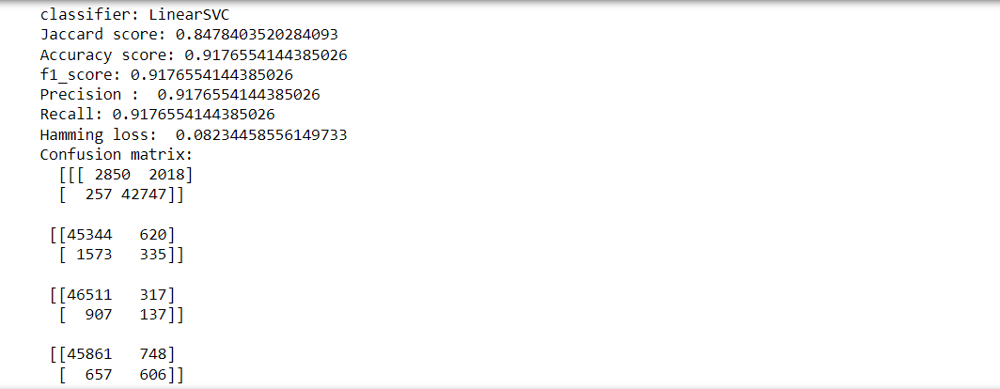 classifier: LinearSVC
Jaccard score: 0.8478403520284093
Accuracy score: 0.9176554144385026
f1_score: 0.9176554144385026
Precision :  0.9176554144385026
Recall: 0.9176554144385026
Hamming loss:  0.08234458556149733
Confusion matrix:
[[[ 2850  2018]
[  257 42747]]
[[45344   620]
[ 1573   335]]
[[46511   317]
[  907   137]]
[[45861   748]
[  657   606]]